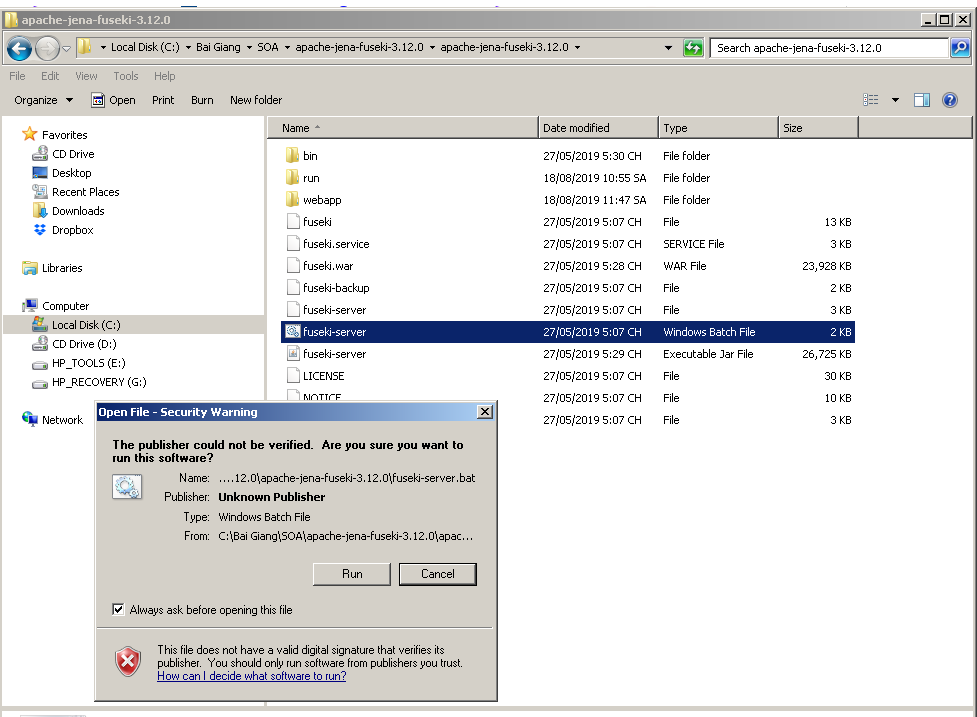 apache-jena-fuseki-3.12.0
Local Disk (C:) Bai Giang SOA apache-jena-fuseki-3.12.0 apache-jena-fuseki-3.12.0 Search apache-jena-fuseki-3.12.0
File Edit View Tools Help
Organize Open Print Burn New folder
Favorites
CD Drive
Desktop
Recent Places
Downloads
Dropbox
Libraries
Computer
Local Disk (C:)
CD Drive (D:)
HP_TOOLS (E:)
HP_RECOVERY (G:)
Network
Name Date modified Type Size
bin 27/05/2019 5:30 CH File folder
run 18/08/2019 10:55 SA File folder
webapp 18/08/2019 11:47 SA File folder
fuseki 27/05/2019 5:07 CH File 13 KB
fuseki.service 27/05/2019 5:07 CH SERVICE File 3 KB
fuseki.war 27/05/2019 5:28 CH WAR File 23,928 KB
fuseki-backup 27/05/2019 5:07 CH File 2 KB
fuseki-server 27/05/2019 5:07 CH File 3 KB
fuseki-server 27/05/2019 5:07 CH Windows Batch File 2 KB
fuseki-server 27/05/2019 5:29 CH Executable Jar File 26,725 KB
LICENSE 27/05/2019 5:07 CH File 30 KB
NOTICE 27/05/2019 5:07 CH File 10 KB
27/05/2019 5:07 CH File 3 KB
Open File - Security Warning
The publisher could not be verified. Are you sure you want to
run this software?
Name: ....12.0\apache-jena-fuseki-3.12.0\fuseki-server.bat
Publisher: Unknown Publisher
Type: Windows Batch File
From: C:\Bai Giang\SOA\apache-jena-fuseki-3.12.0\apac...
Run Cancel
Always ask before opening this file
This file does not have a valid digital signature that verifies its
publisher. You should only run software from publishers you trust.
How can I decide what software to run?